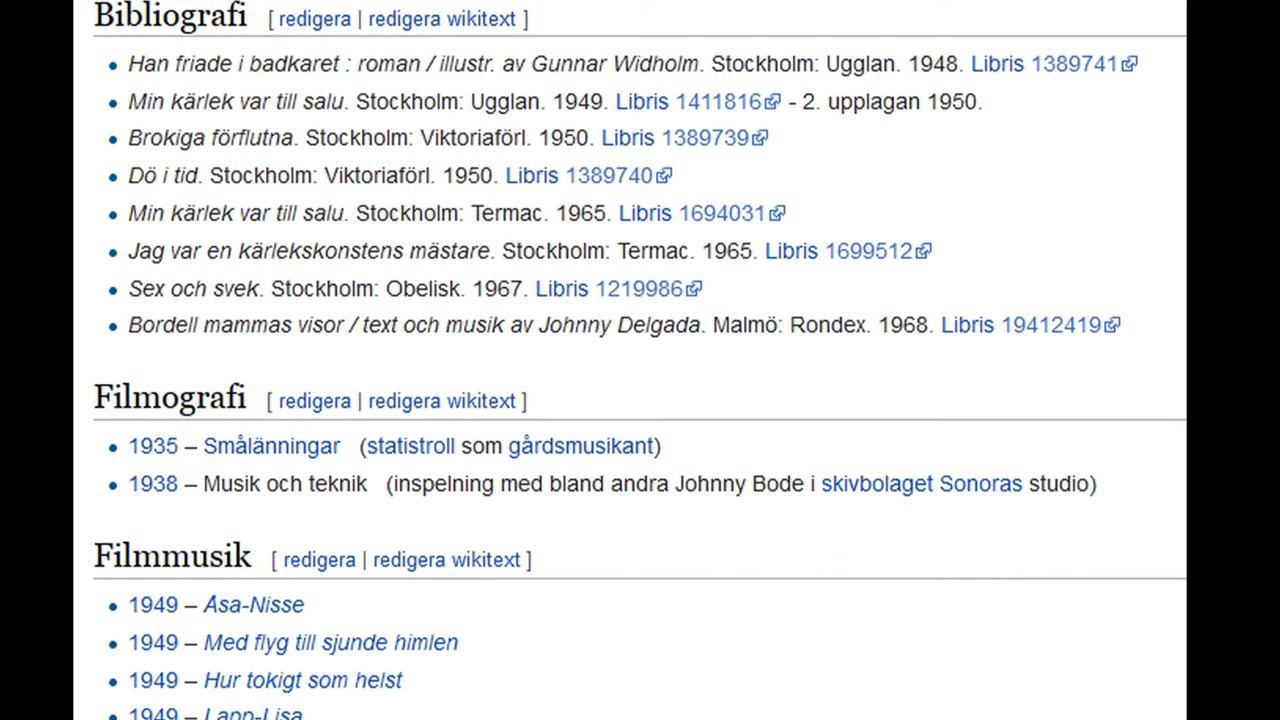 Bibliografi [ redigera | redigera wikitext ]
Han friade i badkaret : roman / illustr. av Gunnar Widholm. Stockholm: Ugglan. 1948. Libris 1389741
Min kärlek var till salu. Stockholm: Ugglan. 1949. Libris 1411816 - 2. upplagan 1950.
Brokiga förflutna. Stockholm: Viktoriaförl. 1950. Libris 1389739
Dö i tid. Stockholm: Viktoriaförl. 1950. Libris 1389740
Min kärlek var till salu. Stockholm: Termac. 1965. Libris 1694031
Jag var en kärlekskonstens mästare. Stockholm: Termac. 1965. Libris 1699512
Sex och svek. Stockholm: Obelisk. 1967. Libris 1219986
Bordell mammas visor / text och musik av Johnny Delgada. Malmö: Rondex. 1968. Libris 19412419
Filmografi [ redigera | redigera wikitext ]
1935 – Smålänningar (statistroll som gårdsmusikant)
1938 – Musik och teknik (inspelning med bland andra Johnny Bode i skivbolaget Sonoras studio)
Filmmusik [ redigera | redigera wikitext ]
1949 – Åsa-Nisse
1949 – Med flyg till sjunde himlen
1949 – Hur tokigt som helst
1949 – Lapp-Lisa